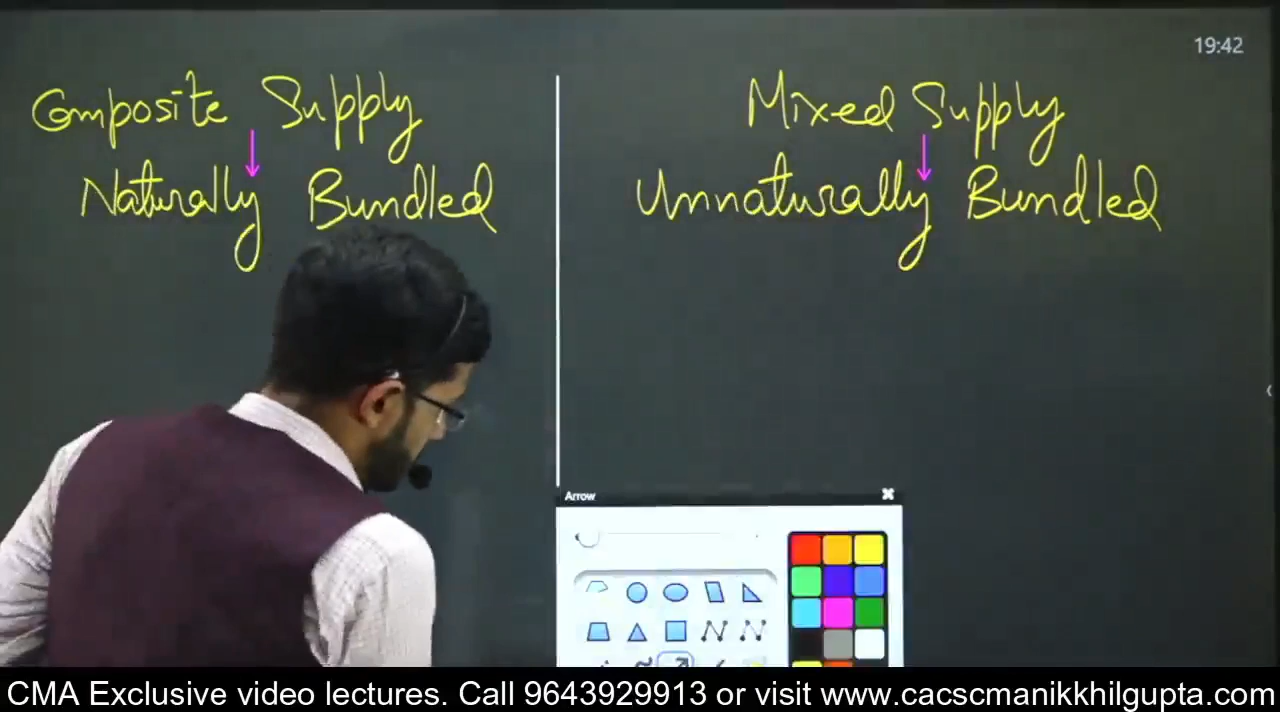 19:42
Composite Supply
Naturally Bundled
Mixed Supply
Unnaturally Bundled
Arrow
CMA Exclusive video lectures. Call 9643929913 or visit www.cacscmanikkhilgupta.com